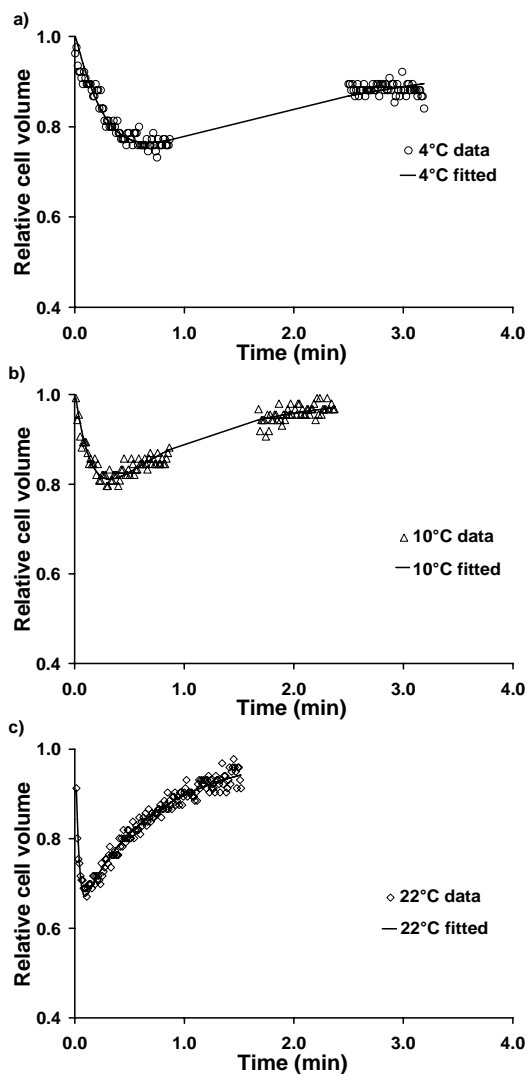 a)
1.0
0.8
0.6
0.4
Relative cell volume
4°C data
4°C fitted
0.0 1.0 2.0 3.0 4.0
Time (min)
b)
1.0
0.8
0.6
0.4
Relative cell volume
10°C data
10°C fitted
0.0 1.0 2.0 3.0 4.0
Time (min)
c)
1.0
0.8
0.6
0.4
Relative cell volume
22°C data
22°C fitted
0.0 1.0 2.0 3.0 4.0
Time (min)